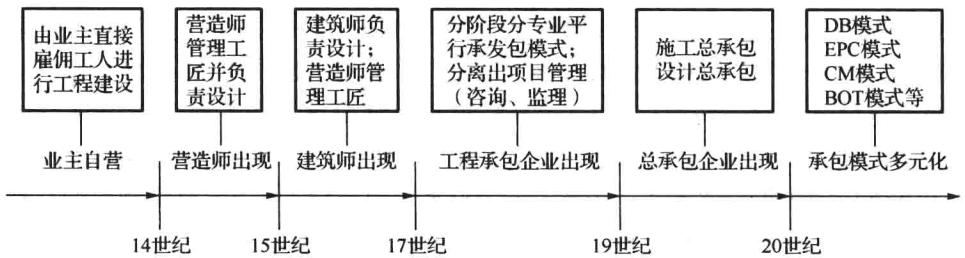 由业主直接
雇佣工人进
行工程建设
营造师
管理工
匠并负
责设计
建筑师负
责设计；
营造师管
理工匠
分阶段分专业平
行承发包模式；
分离出项目管理
（咨询、监理）
施工总承包
设计总承包
DB模式
EPC模式
CM模式
BOT模式等
业主自营
营造师出现
建筑师出现
工程承包企业出现
总承包企业出现
承包模式多元化
14世纪
15世纪
17世纪
19世纪
20世纪